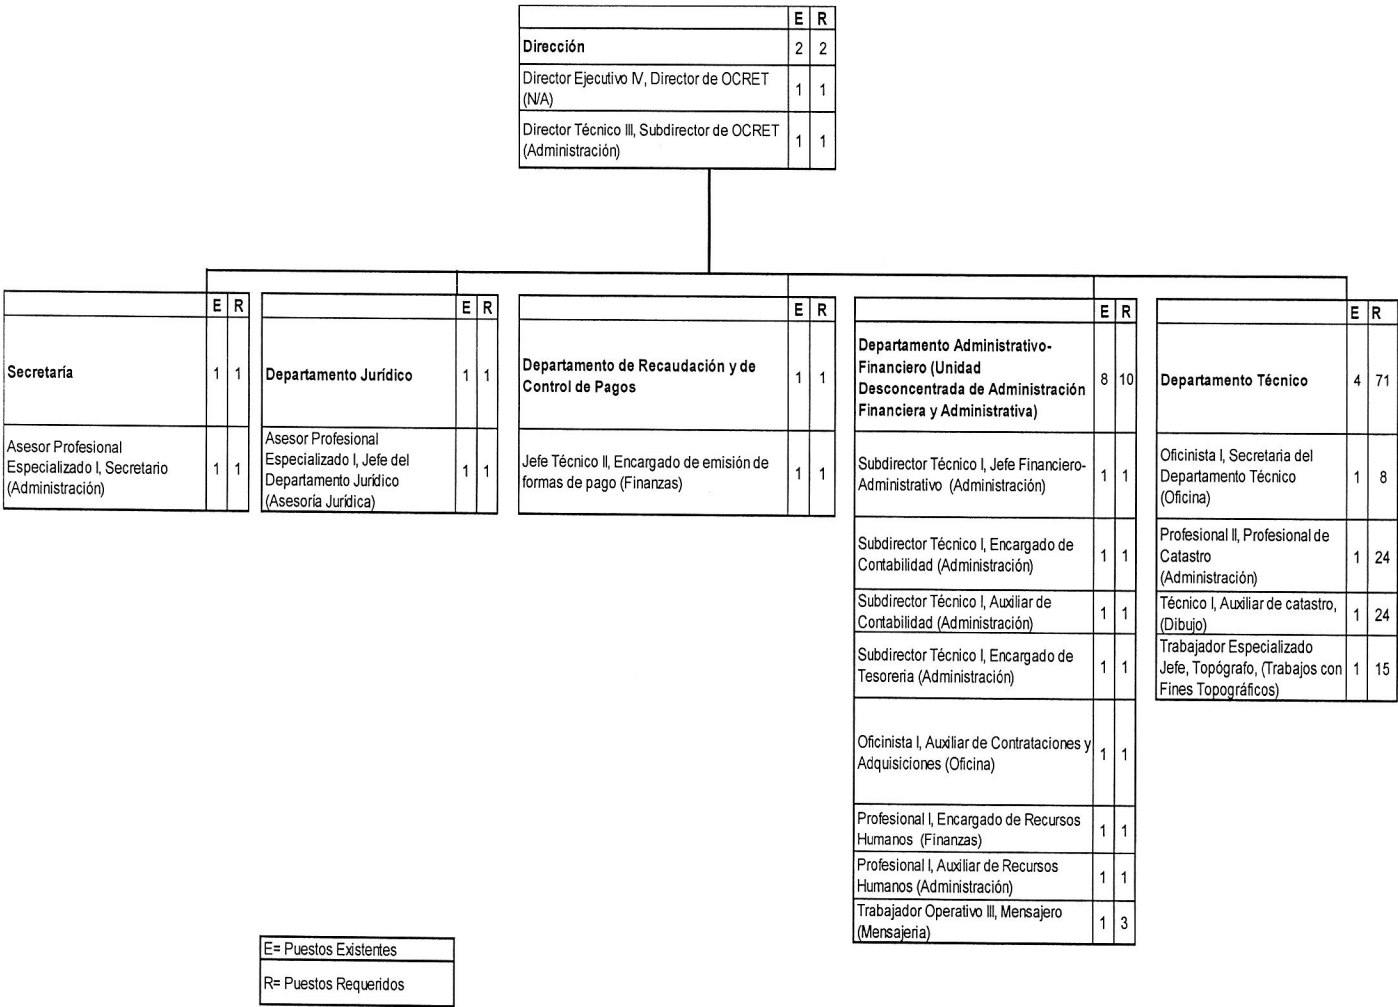 E R
Dirección 2 2
Director Ejecutivo IV, Director de OCRET
(N/A) 1 1
Director Técnico III, Subdirector de OCRET
(Administración) 1 1
E R
Secretaría 1 1
Asesor Profesional
Especializado I, Secretario
(Administración) 1 1
E R
Departamento Jurídico 1 1
Asesor Profesional
Especializado I, Jefe del
Departamento Jurídico
(Asesoría Jurídica) 1 1
E R
Departamento de Recaudación y de
Control de Pagos 1 1
Jefe Técnico II, Encargado de emisión de
formas de pago (Finanzas) 1 1
E R
Departamento Administrativo-
Financiero (Unidad
Desconcentrada de Administración
Financiera y Administrativa) 8 10
Subdirector Técnico I, Jefe Financiero-
Administrativo (Administración) 1 1
Subdirector Técnico I, Encargado de
Contabilidad (Administración) 1 1
Subdirector Técnico I, Auxiliar de
Contabilidad (Administración) 1 1
Subdirector Técnico I, Encargado de
Tesoreria (Administración) 1 1
Oficinista I, Auxiliar de Contrataciones y
Adquisiciones (Oficina) 1 1
Profesional I, Encargado de Recursos
Humanos (Finanzas) 1 1
Profesional I, Auxiliar de Recursos
Humanos (Administración) 1 1
Trabajador Operativo III, Mensajero
(Mensajeria) 1 3
E R
Departamento Técnico 4 71
Oficinista I, Secretaria del
Departamento Técnico
(Oficina) 1 8
Profesional II, Profesional de
Catastro
(Administración) 1 24
Técnico I, Auxiliar de catastro,
(Dibujo) 1 24
Trabajador Especializado
Jefe, Topógrafo, (Trabajos con
Fines Topográficos) 1 15
E= Puestos Existentes
R= Puestos Requeridos